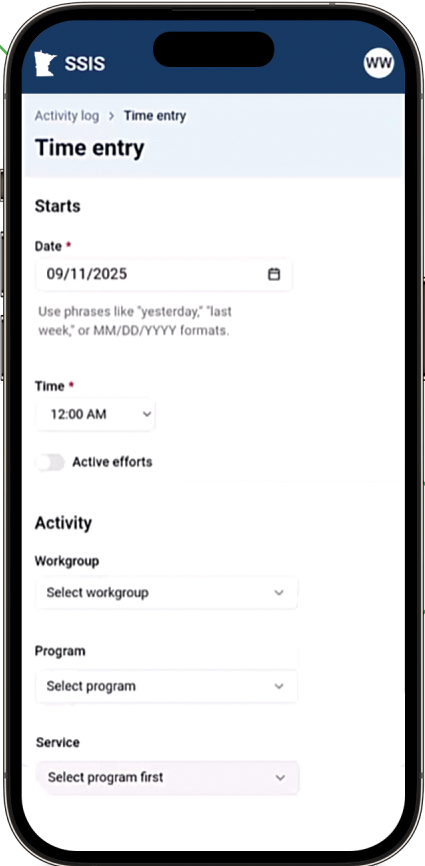 SSIS
WW
Activity log > Time entry
Time entry
Starts
Date *
09/11/2025
Use phrases like "yesterday," "last
week," or MM/DD/YYYY formats.
Time *
12:00 AM
Active efforts
Activity
Workgroup
Select workgroup
Program
Select program
Service
Select program first